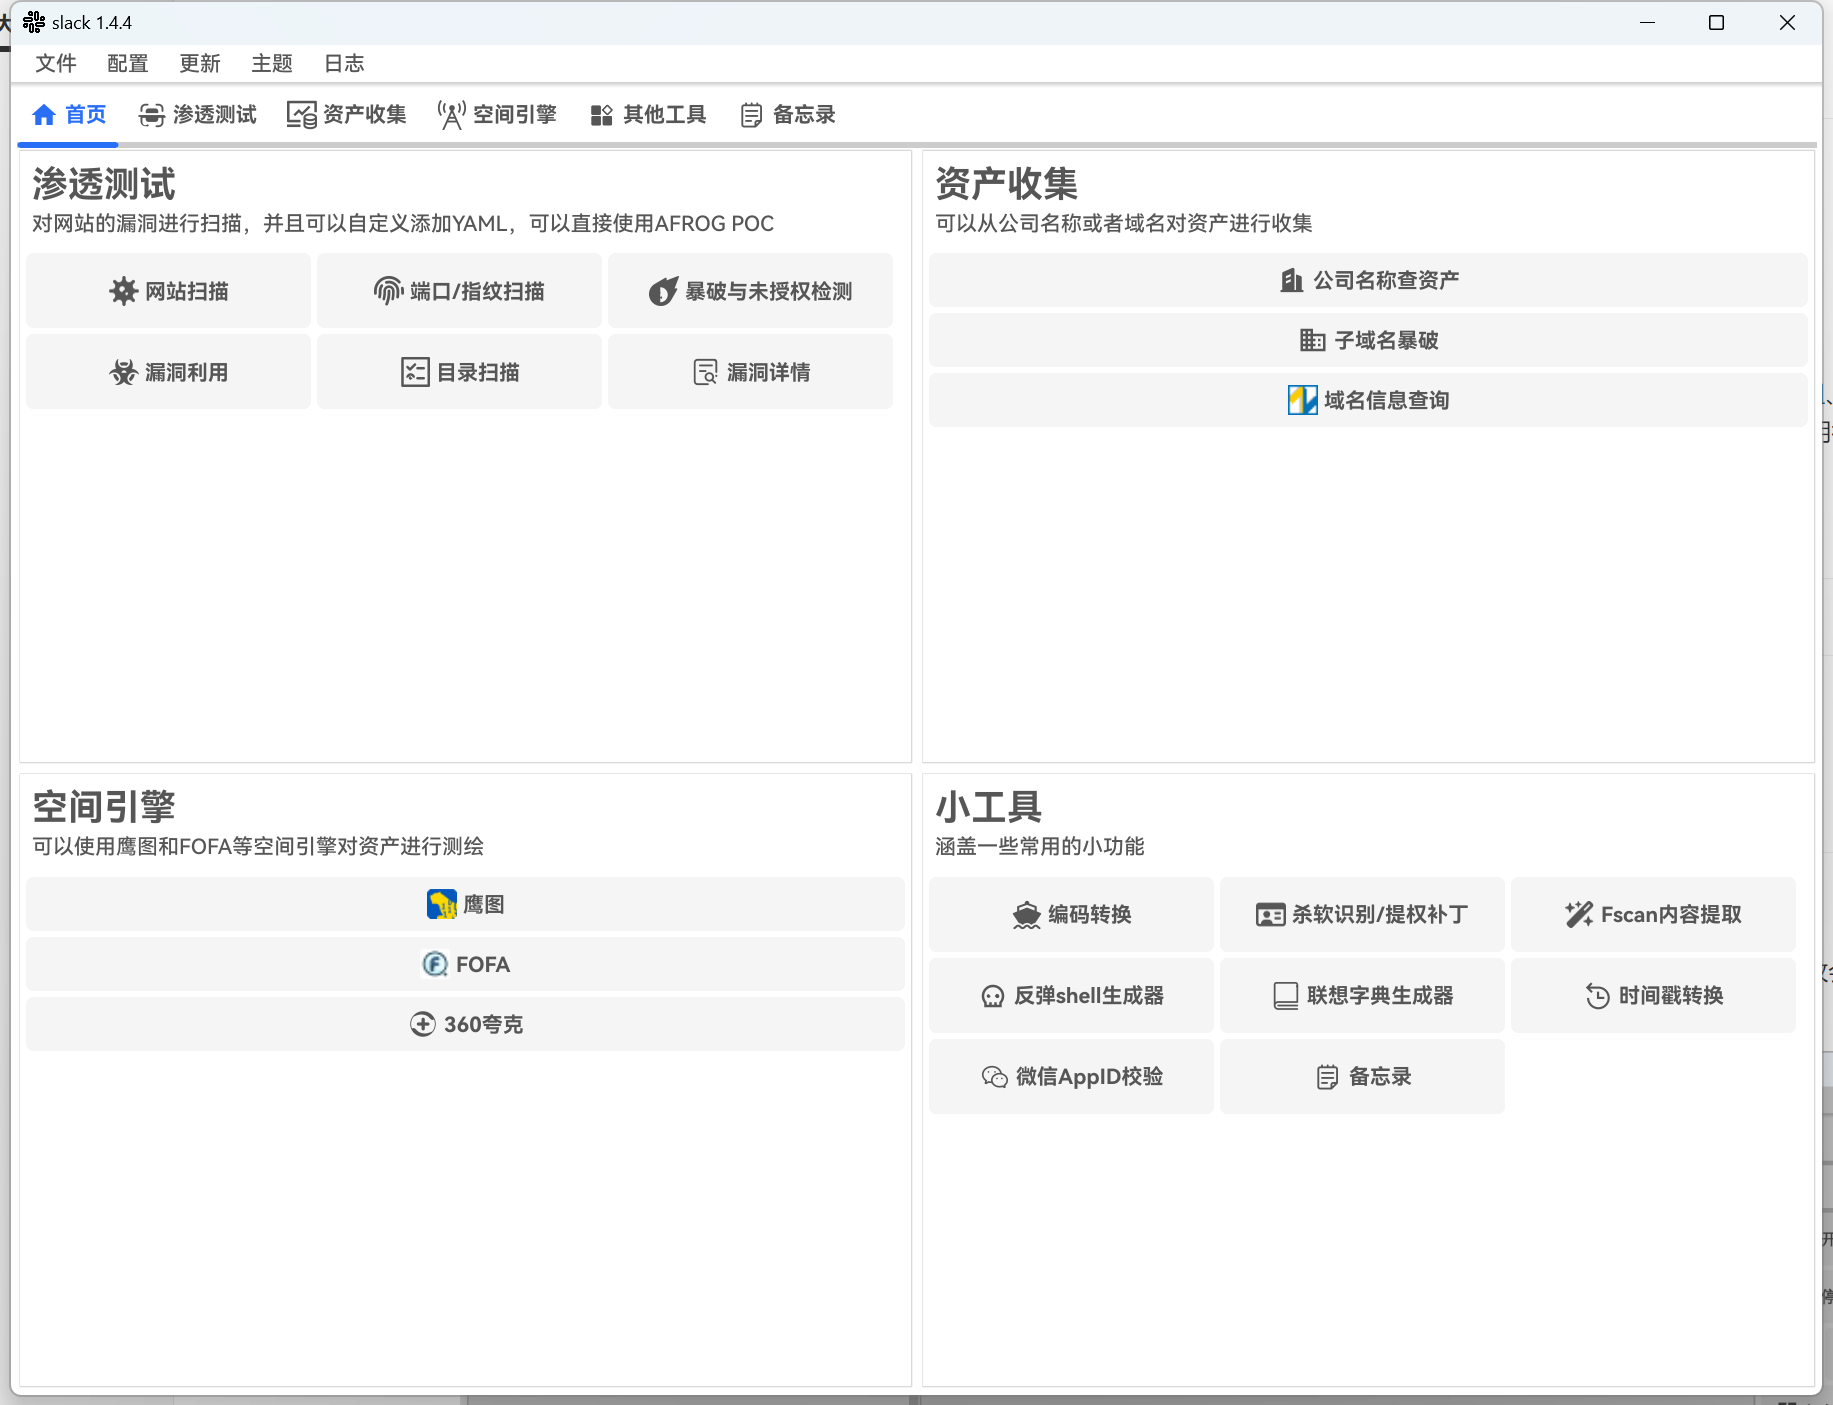 slack 1.4.4
文件 配置 更新 主题 日志
首页 渗透测试 资产收集 空间引擎 其他工具 备忘录
渗透测试
对网站的漏洞进行扫描，并且可以自定义添加YAML，可以直接使用AFROG POC
网站扫描 端口/指纹扫描 暴破与未授权检测
漏洞利用 目录扫描 漏洞详情
资产收集
可以从公司名称或者域名对资产进行收集
公司名称查资产
子域名暴破
域名信息查询
空间引擎
可以使用鹰图和FOFA等空间引擎对资产进行测绘
鹰图
FOFA
360夸克
小工具
涵盖一些常用的小功能
编码转换 杀软识别/提权补丁 Fscan内容提取
反弹shell生成器 联想字典生成器 时间戳转换
微信AppID校验 备忘录